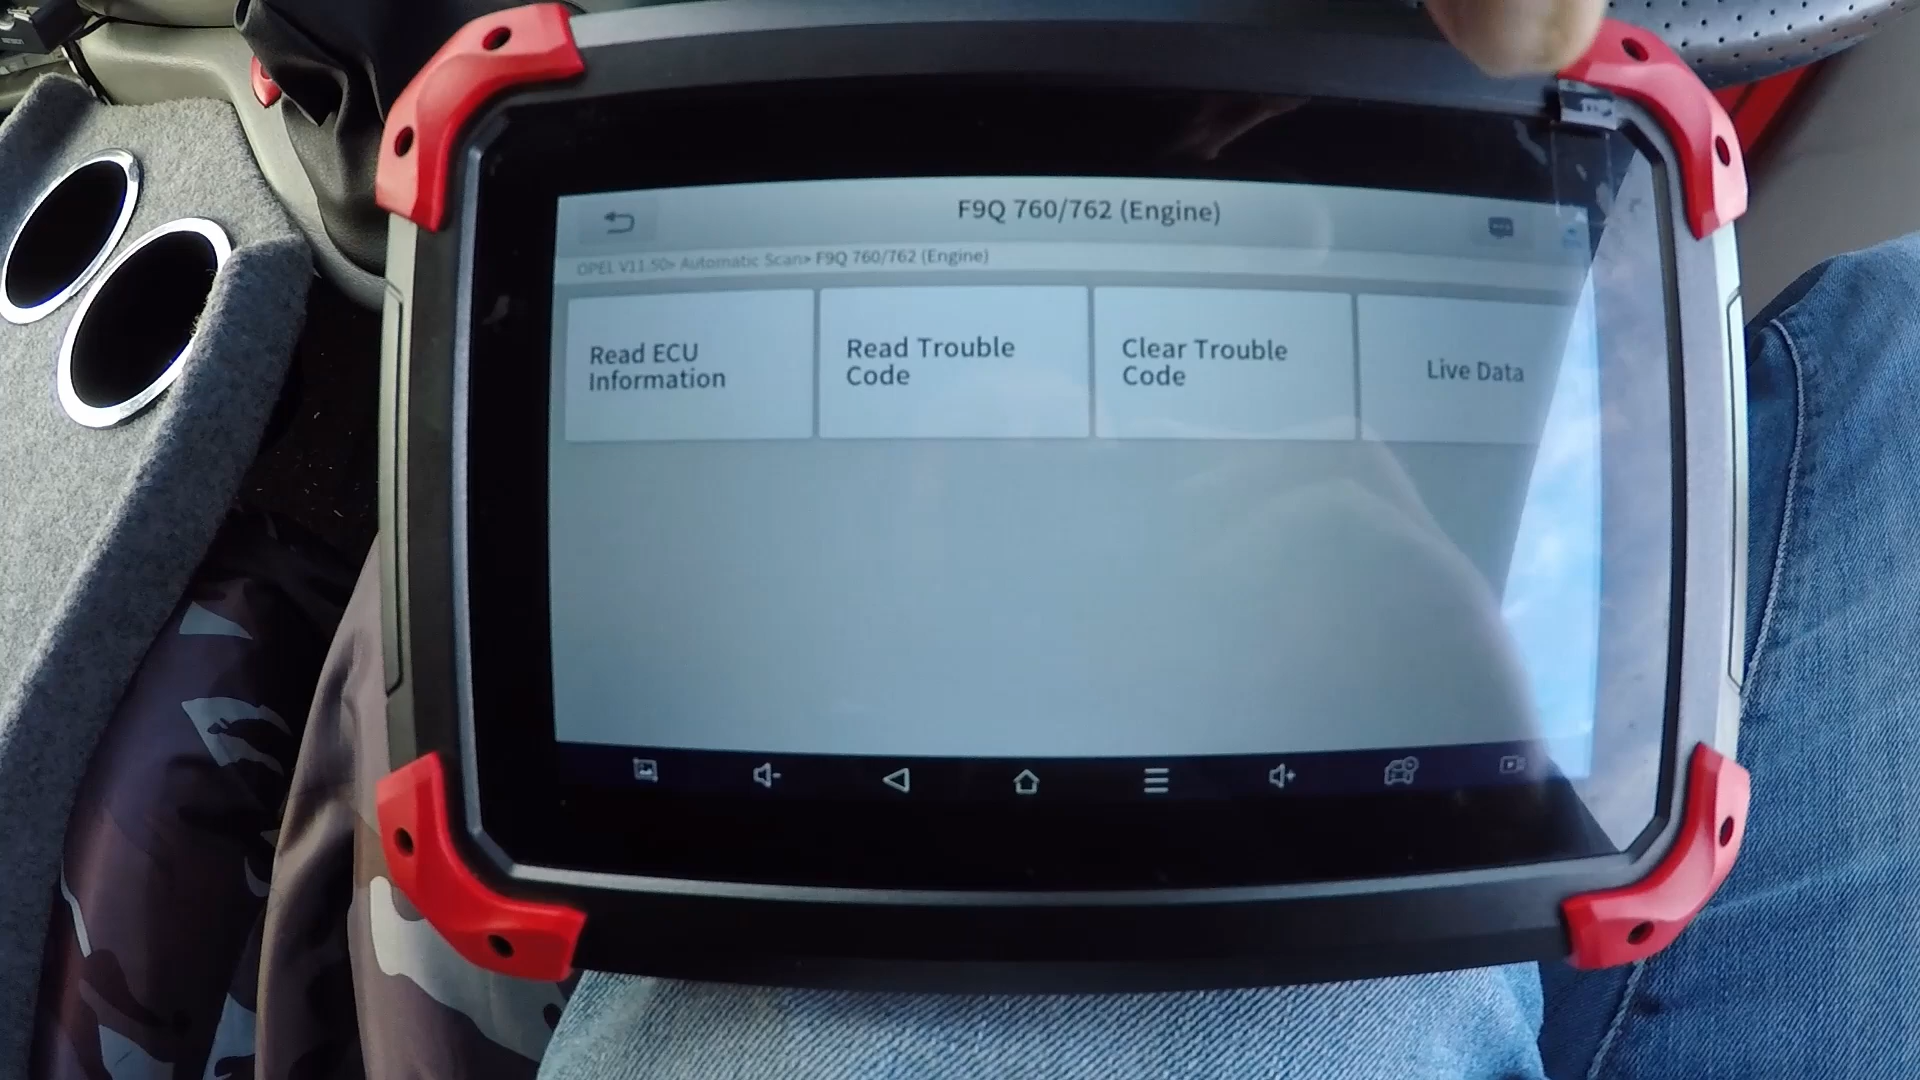 F9Q 760/762 (Engine)
OPEL V11.50> Automatic Scan> F9Q 760/762 (Engine)
Read ECU
Information
Read Trouble
Code
Clear Trouble
Code
Live Data